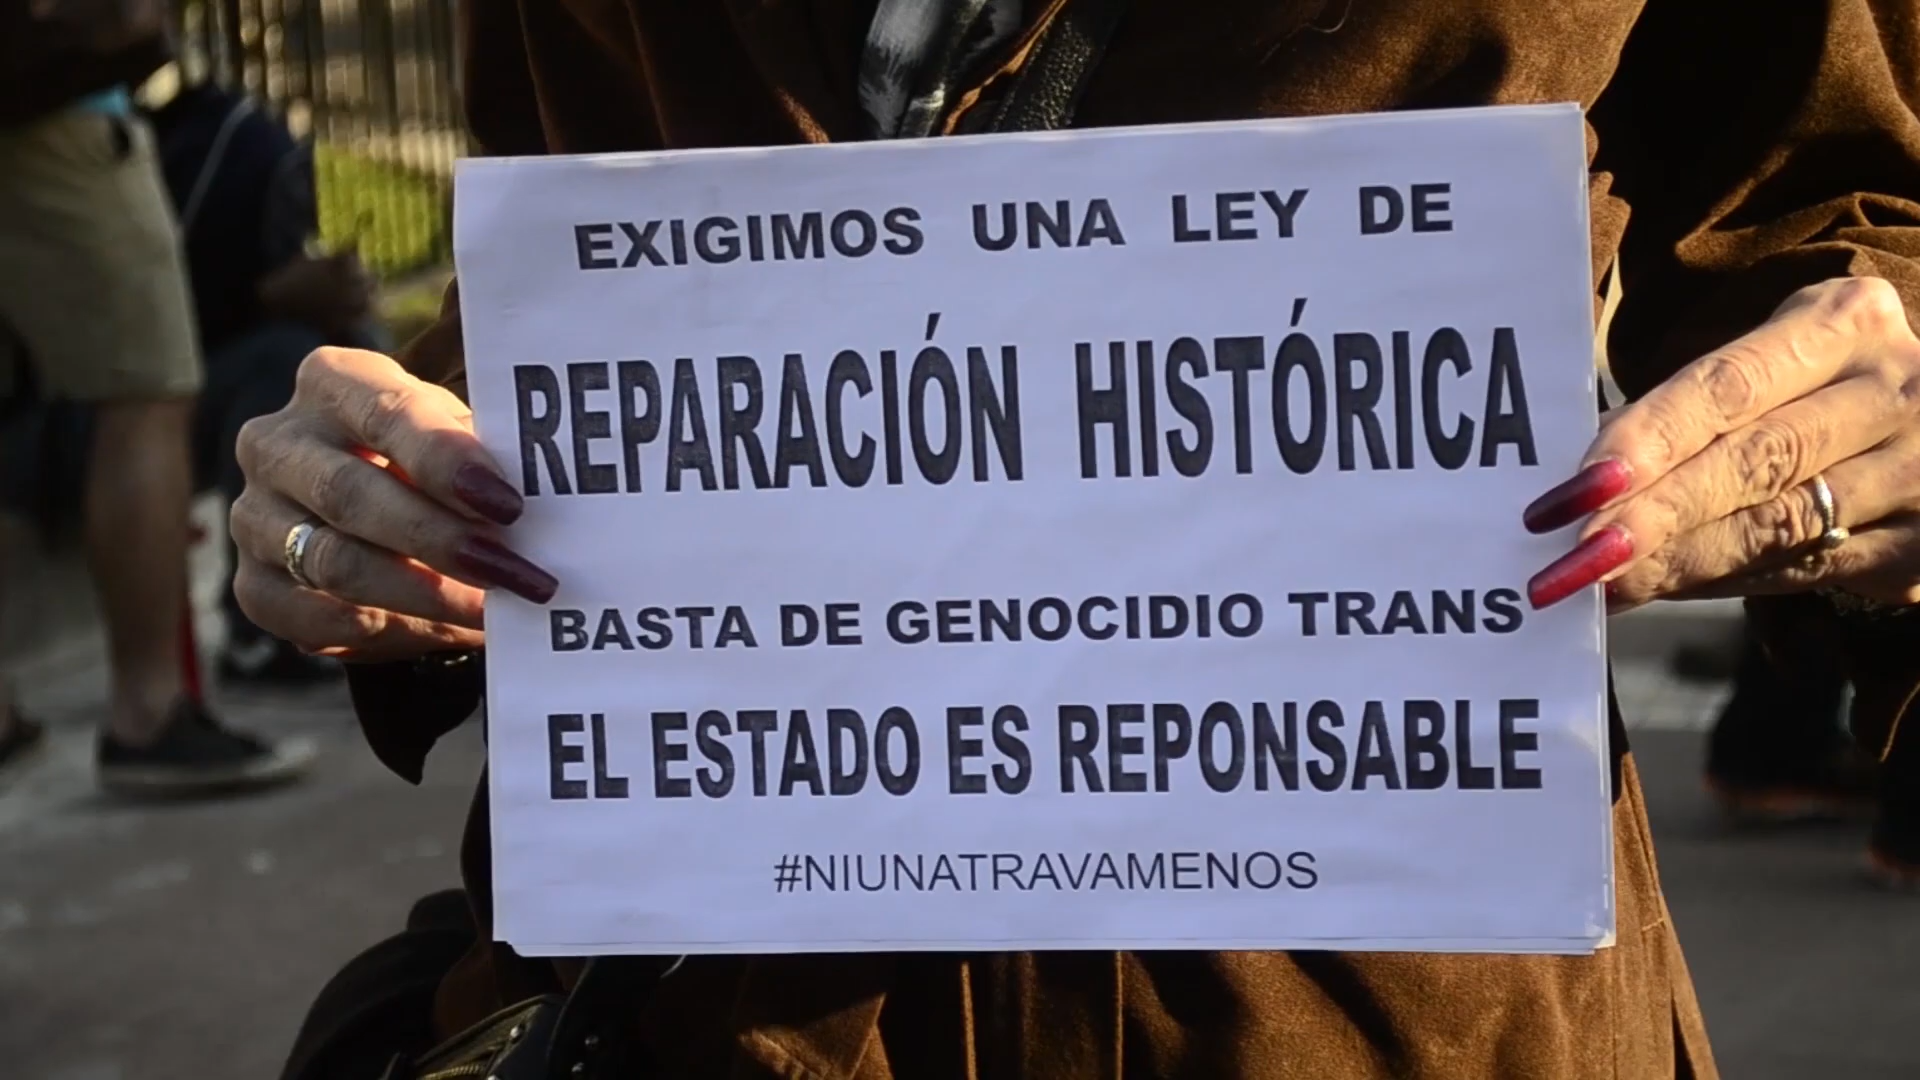 EXIGIMOS UNA LEY DE
REPARACIÓN HISTÓRICA
BASTA DE GENOCIDIO TRANS
EL ESTADO ES REPONSABLE
#NIUNATRAVAMENOS